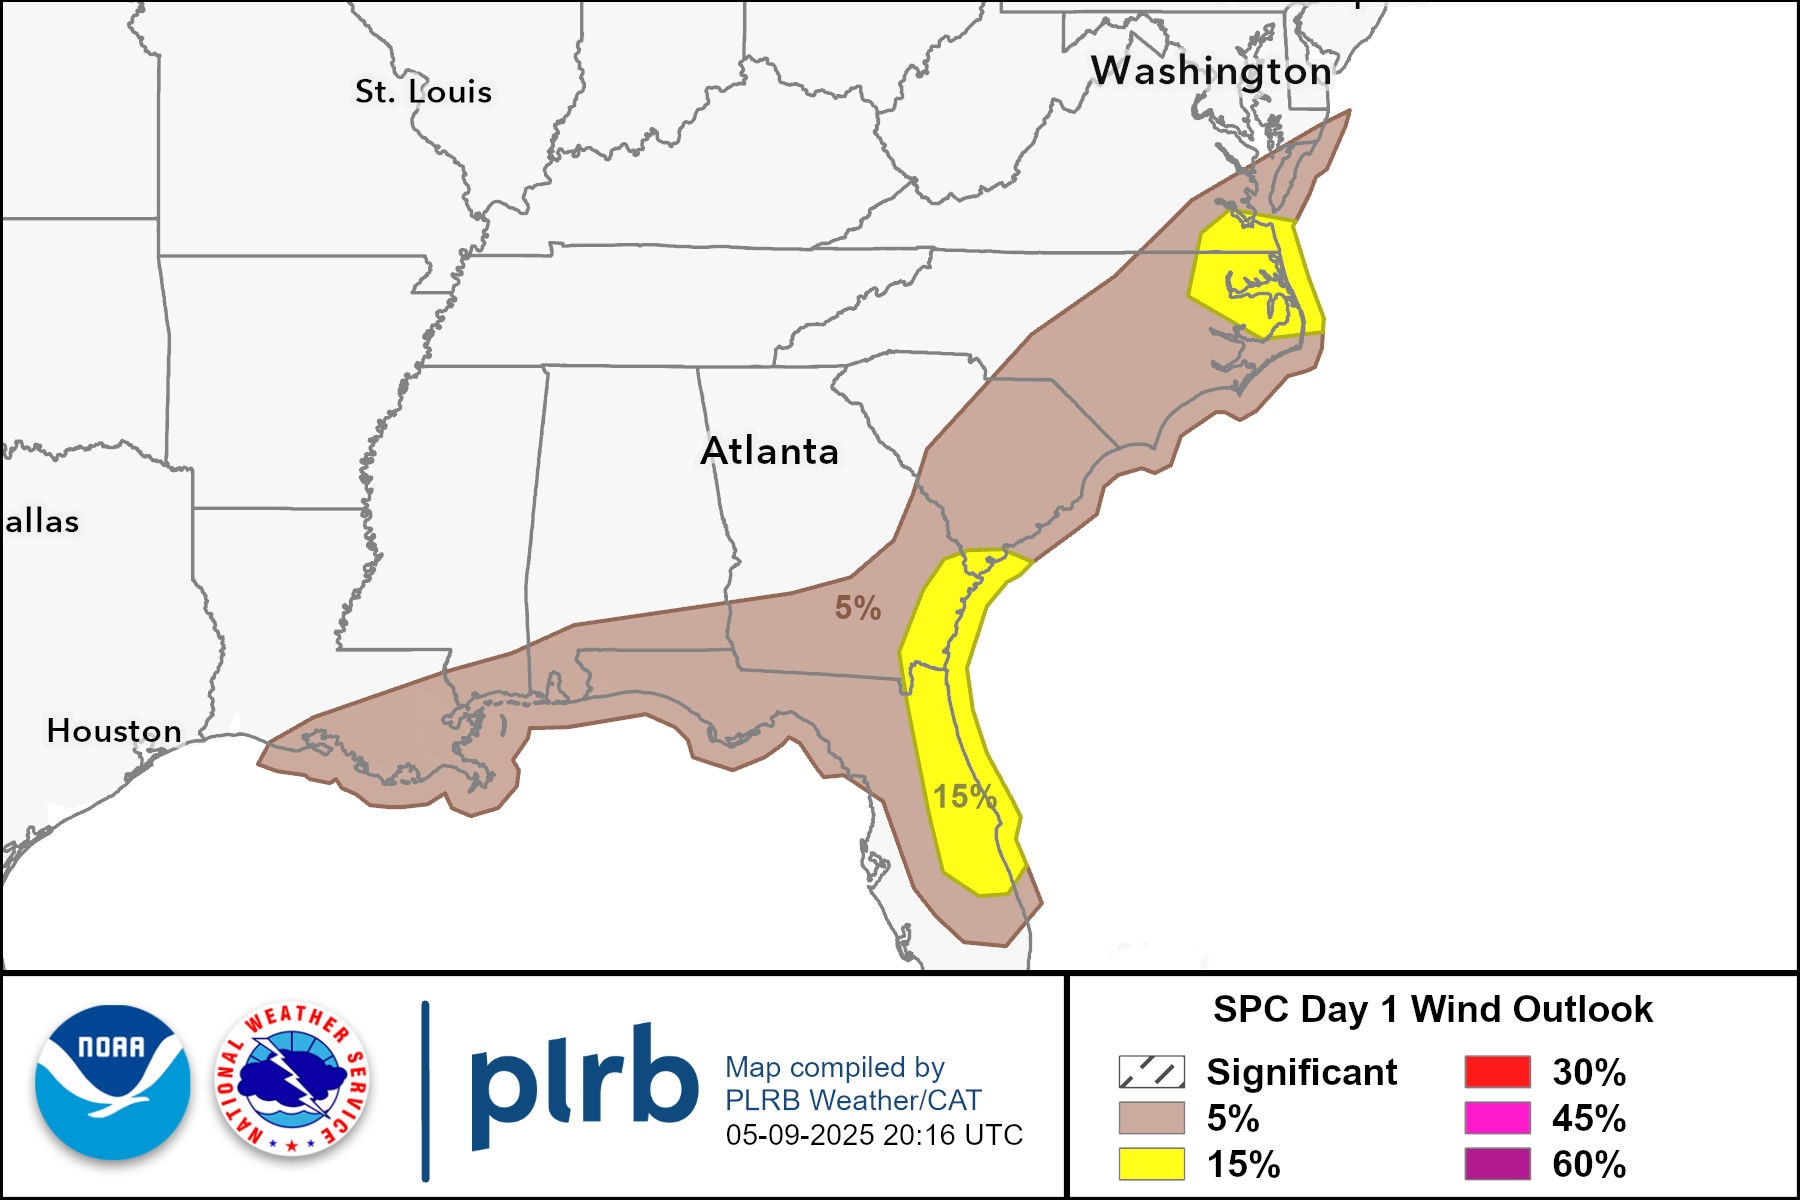 Washington
St. Louis
Atlanta
allas
5%
Houston
15%
NOAA
NATIONAL WEATHER SERVICE
plrb
Map compiled by
PLRB Weather/CAT
05-09-2025 20:16 UTC
SPC Day 1 Wind Outlook
Significant
5%
15%
30%
45%
60%